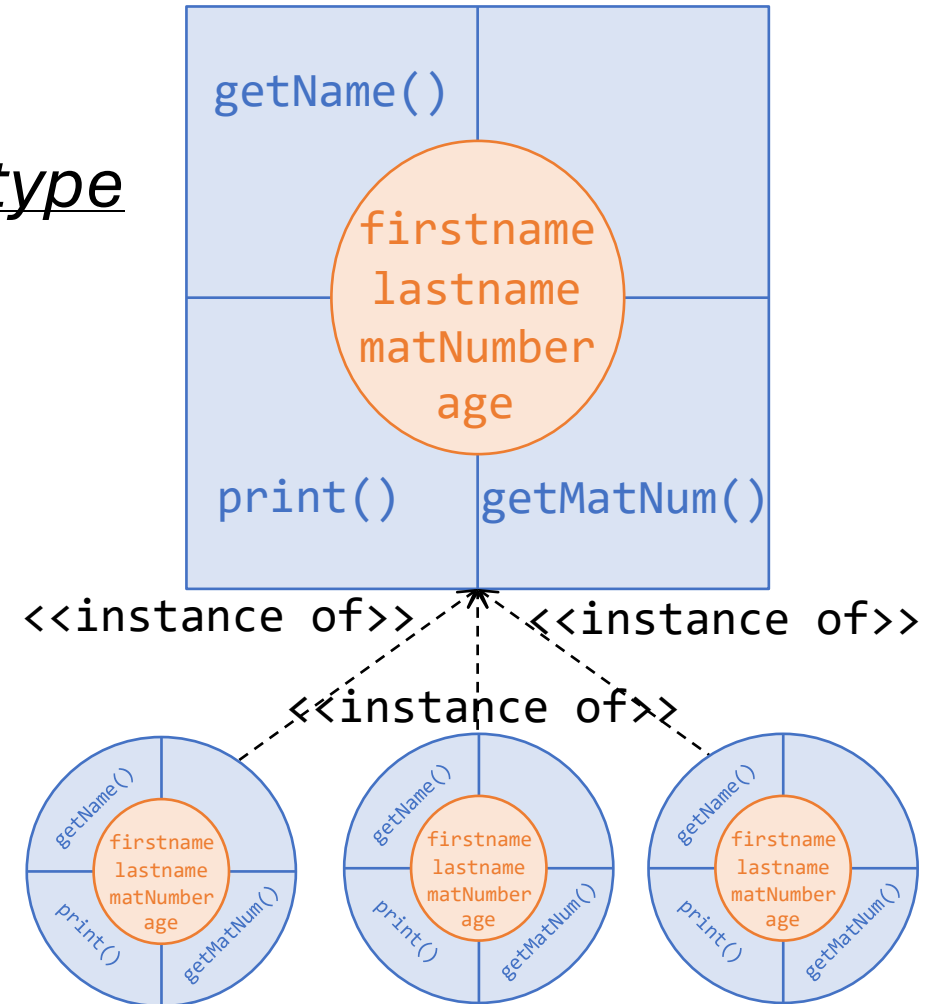 getName()
type
firstname
lastname
matNumber
age
print()
getMatNum()
<<instance of>>
<<instance of>>
<<instance of>>
getName()
firstname
lastname
matNumber
age
print()
getMatNum()
getName()
firstname
lastname
matNumber
age
print()
getMatNum()
getName()
firstname
lastname
matNumber
age
print()
getMatNum()